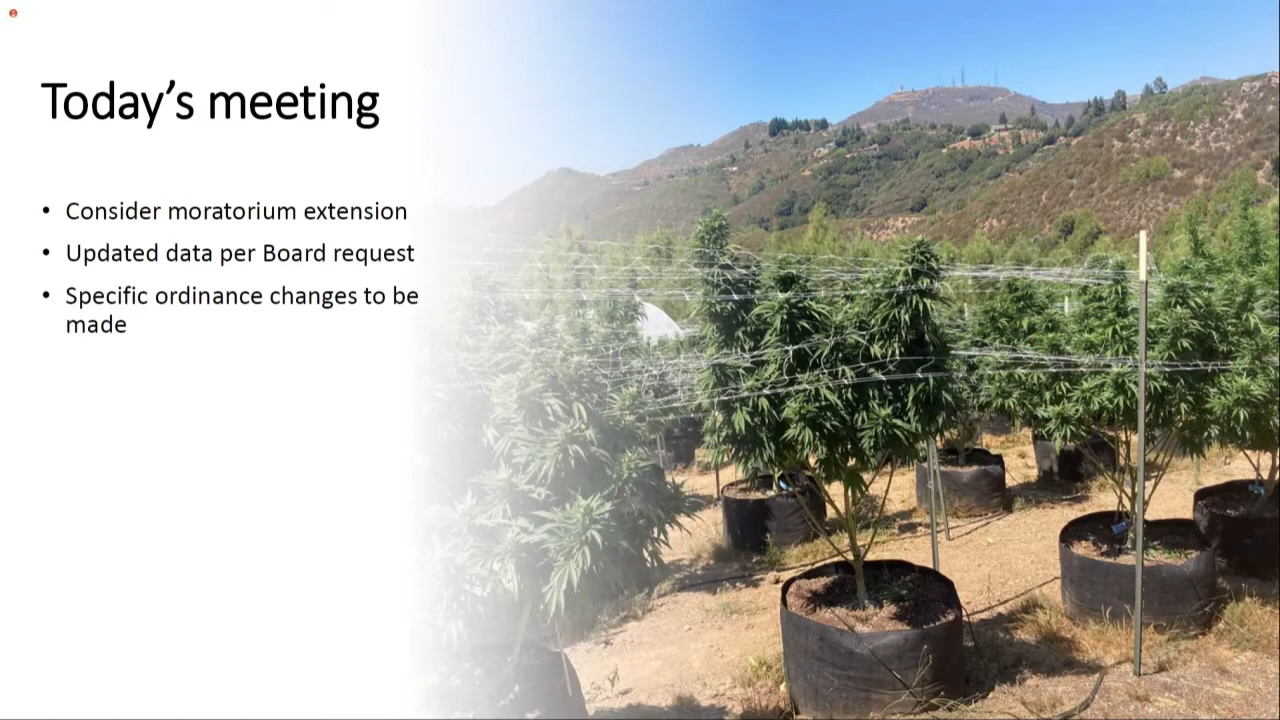 Today’s meeting
• Consider moratorium extension
• Updated data per Board request
• Specific ordinance changes to be
made